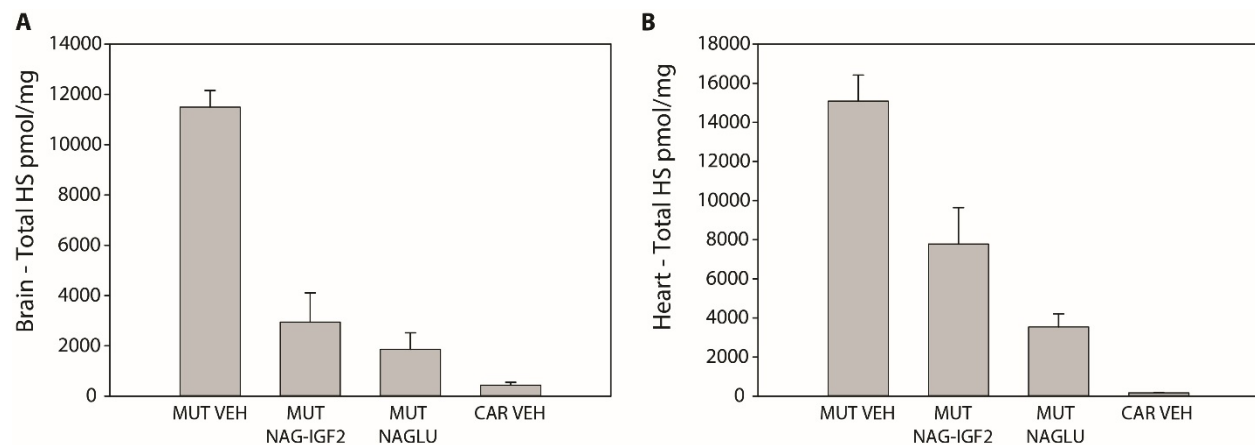 A
Brain - Total HS pmol/mg
14000
12000
10000
8000
6000
4000
2000
0
MUT VEH
MUT
NAG-IGF2
MUT
NAGLU
CAR VEH
B
Heart - Total HS pmol/mg
18000
16000
14000
12000
10000
8000
6000
4000
2000
0
MUT VEH
MUT
NAG-IGF2
MUT
NAGLU
CAR VEH